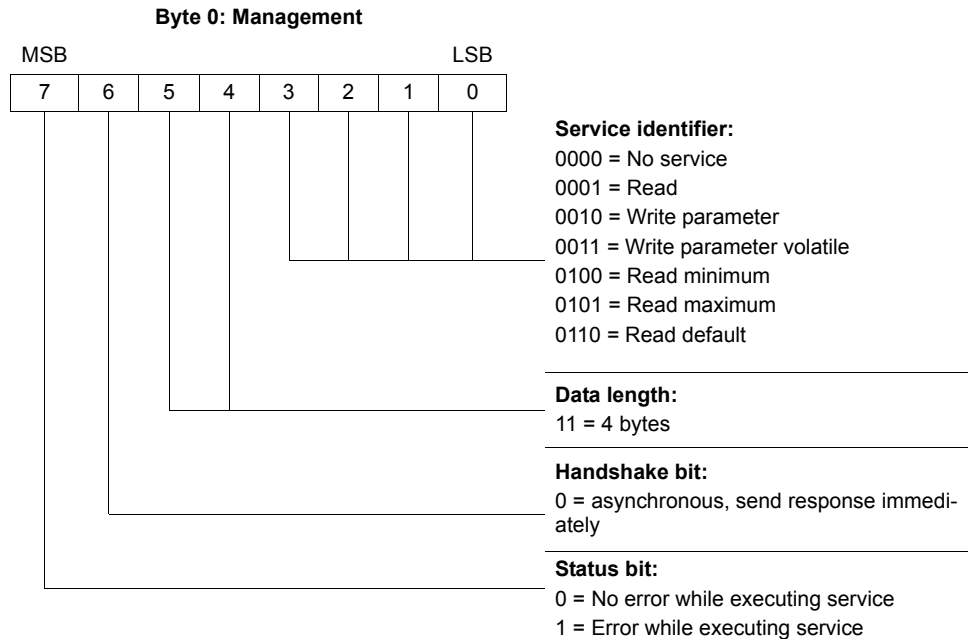 Byte 0: Management
MSB LSB
7 6 5 4 3 2 1 0
Service identifier:
0000 = No service
0001 = Read
0010 = Write parameter
0011 = Write parameter volatile
0100 = Read minimum
0101 = Read maximum
0110 = Read default
Data length:
11 = 4 bytes
Handshake bit:
0 = asynchronous, send response immedi-
ately
Status bit:
0 = No error while executing service
1 = Error while executing service